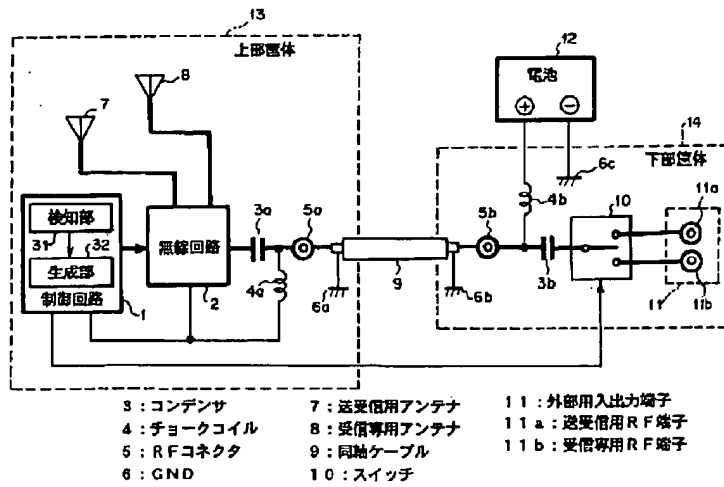 13
上部筐体
8
7
検知部
31
32
生成部
制御回路
1
無線回路
2
3a
5a
4a
6a
9
12
電池
+
−
14
下部筐体
6c
4b
5b
3b
6b
10
11a
11
11b
3:コンデンサ
4:チョークコイル
5:RFコネクタ
6:GND
7:送受信用アンテナ
8:受信専用アンテナ
9:同軸ケーブル
10:スイッチ
11:外部用入出力端子
11a:送受信用RF端子
11b:受信専用RF端子